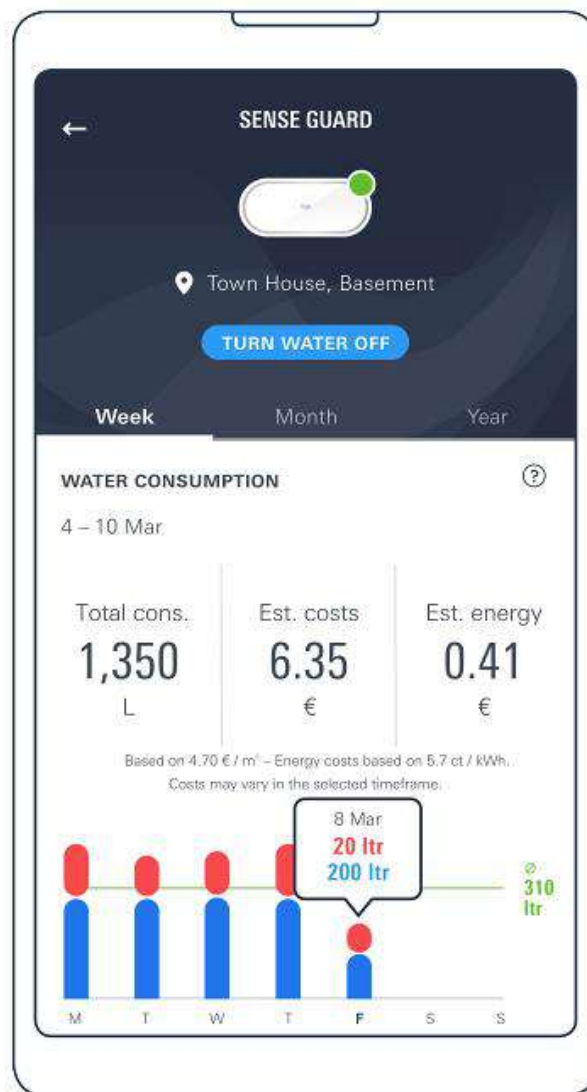 SENSE GUARD
Town House, Basement
TURN WATER OFF
Week Month Year
WATER CONSUMPTION ?
4 – 10 Mar
Total cons. Est. costs Est. energy
1,350 6.35 0.41
L € €
Based on 4.70 € / m³ – Energy costs based on 5.7 ct / kWh.
Costs may vary in the selected timeframe.
8 Mar
20 ltr
200 ltr
Ø
310
ltr
M T W T F S S